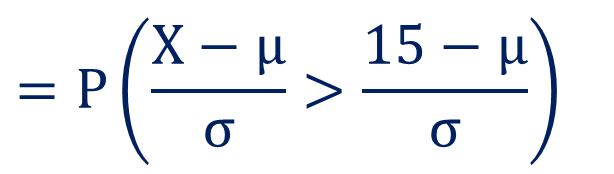 = P((X − μ)/σ > (15 − μ)/σ)